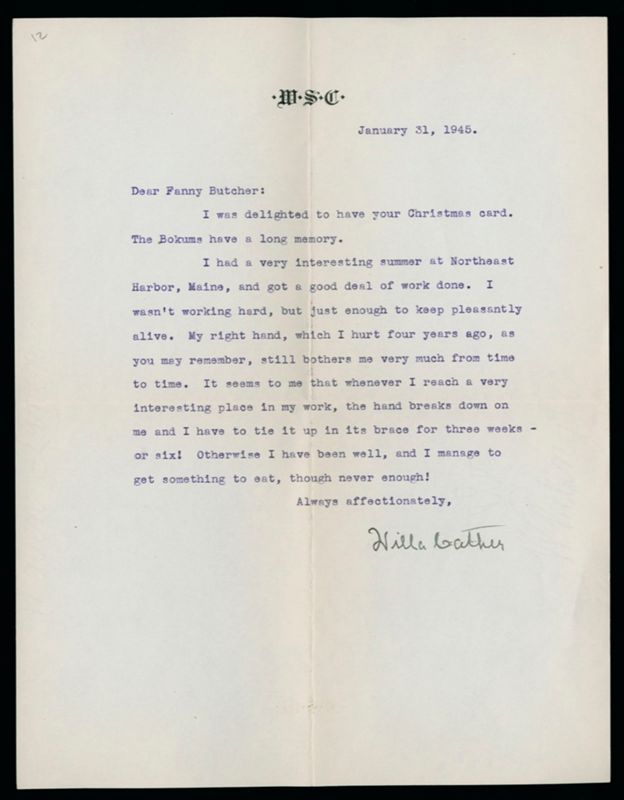 12
·W·S·C·
January 31, 1945.
Dear Fanny Butcher:
I was delighted to have your Christmas card.
The Bokums have a long memory.
I had a very interesting summer at Northeast
Harbor, Maine, and got a good deal of work done.  I
wasn't working hard, but just enough to keep pleasantly
alive.  My right hand, which I hurt four years ago, as
you may remember, still bothers me very much from time
to time.  It seems to me that whenever I reach a very
interesting place in my work, the hand breaks down on
me and I have to tie it up in its brace for three weeks -
or six!  Otherwise I have been well, and I manage to
get something to eat, though never enough!
Always affectionately,
Willa Cather